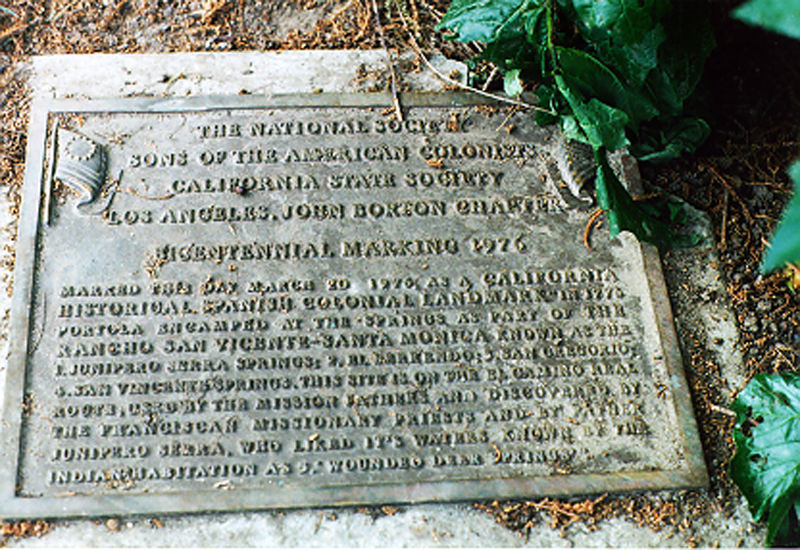 THE NATIONAL SOCIETY
SONS OF THE AMERICAN COLONISTS
CALIFORNIA STATE SOCIETY
LOS ANGELES, JOHN BORTON CHAPTER
BICENTENNIAL MARKING 1976
MARKED THIS DAY MARCH 20 1976, AS A CALIFORNIA
HISTORICAL SPANISH COLONIAL LANDMARK. IN 1775
PORTOLA ENCAMPED AT THE SPRINGS AS PART OF THE
RANCHO SAN VICENTE-SANTA MONICA KNOWN AS THE
1. JUNIPERO SERRA SPRINGS; 2. EL BERRENDO; 3. SAN GREGORIO;
4. SAN VINCENTE SPRINGS. THIS SITE IS ON THE EL CAMINO REAL
ROUTE, USED BY THE MISSION FATHERS AND DISCOVERED BY
THE FRANCISCAN MISSIONARY PRIESTS AND BY FATHER
JUNIPERO SERRA, WHO LIKED IT'S WATERS, KNOWN BY THE
INDIAN HABITATION AS 5. WOUNDED DEER SPRINGS